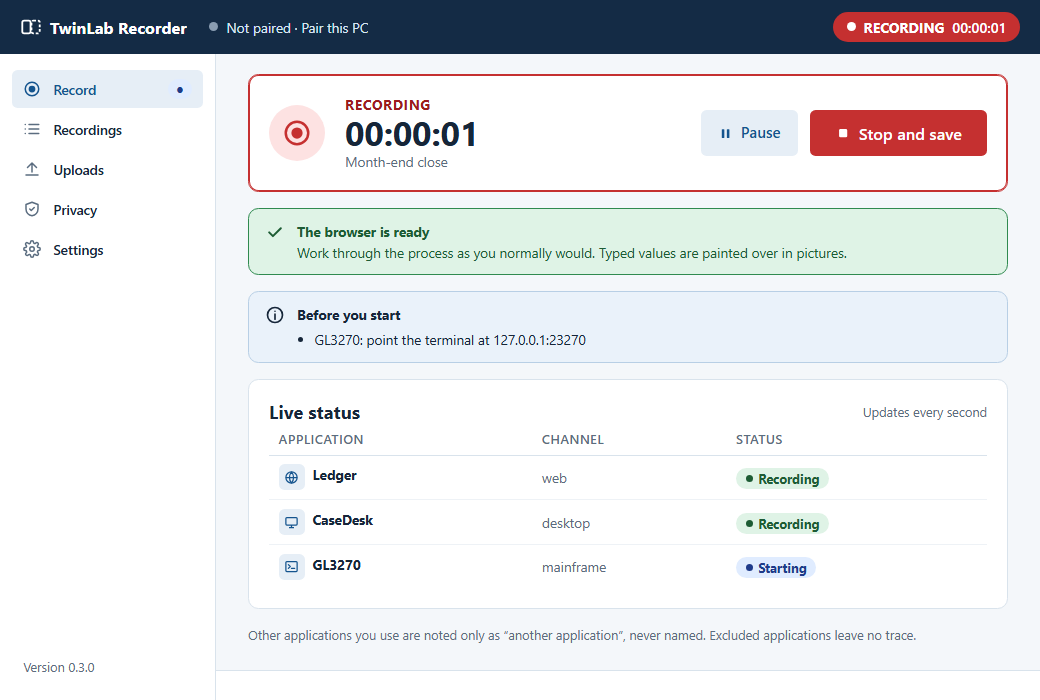 TwinLab Recorder
Not paired · Pair this PC
RECORDING 00:00:01
Record
Recordings
Uploads
Privacy
Settings
Version 0.3.0
RECORDING
00:00:01
Month-end close
Pause
Stop and save
The browser is ready
Work through the process as you normally would. Typed values are painted over in pictures.
Before you start
• GL3270: point the terminal at 127.0.0.1:23270
Live status
Updates every second
APPLICATION CHANNEL STATUS
Ledger web Recording
CaseDesk desktop Recording
GL3270 mainframe Starting
Other applications you use are noted only as “another application”, never named. Excluded applications leave no trace.